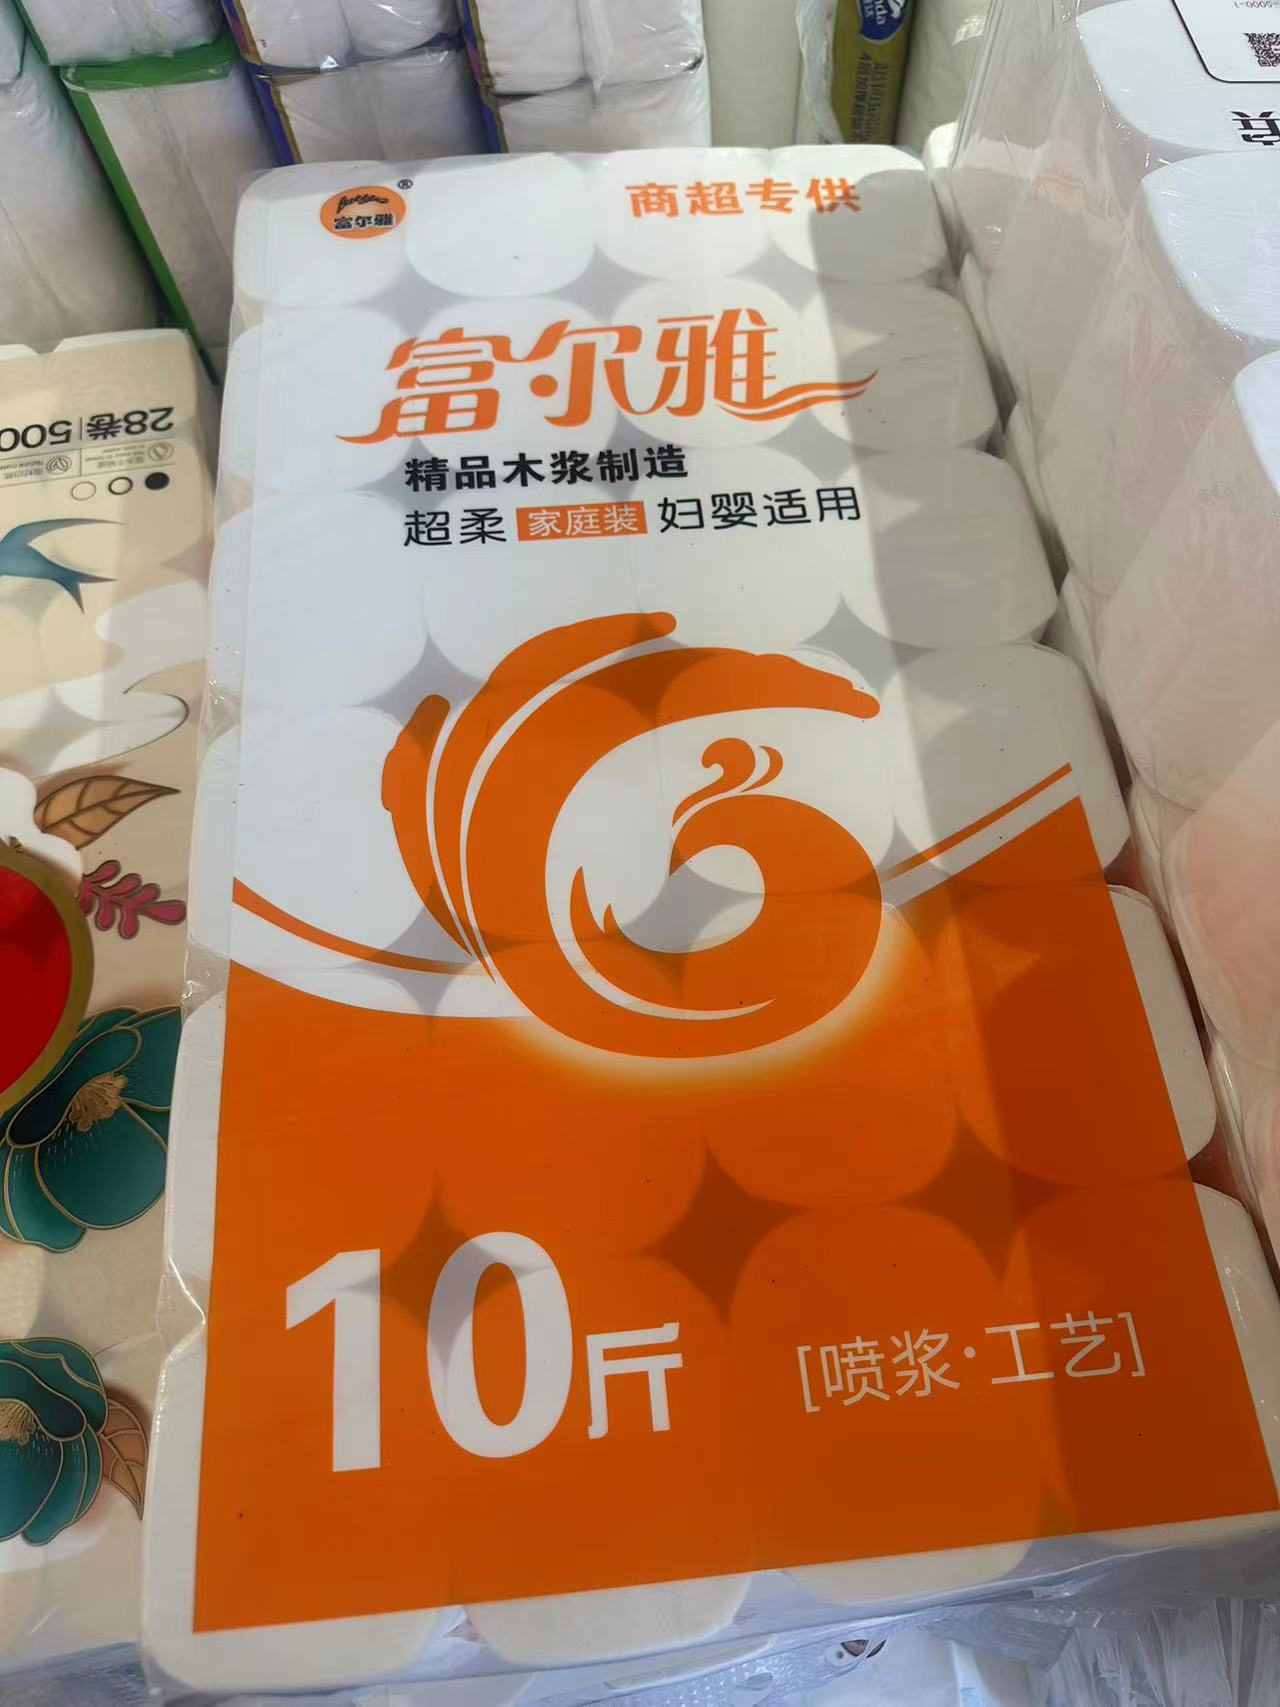 富尔雅
®
商超专供
富尔雅
精品木浆制造
超柔 家庭装 妇婴适用
10斤
[喷浆·工艺]
28卷|500
nda